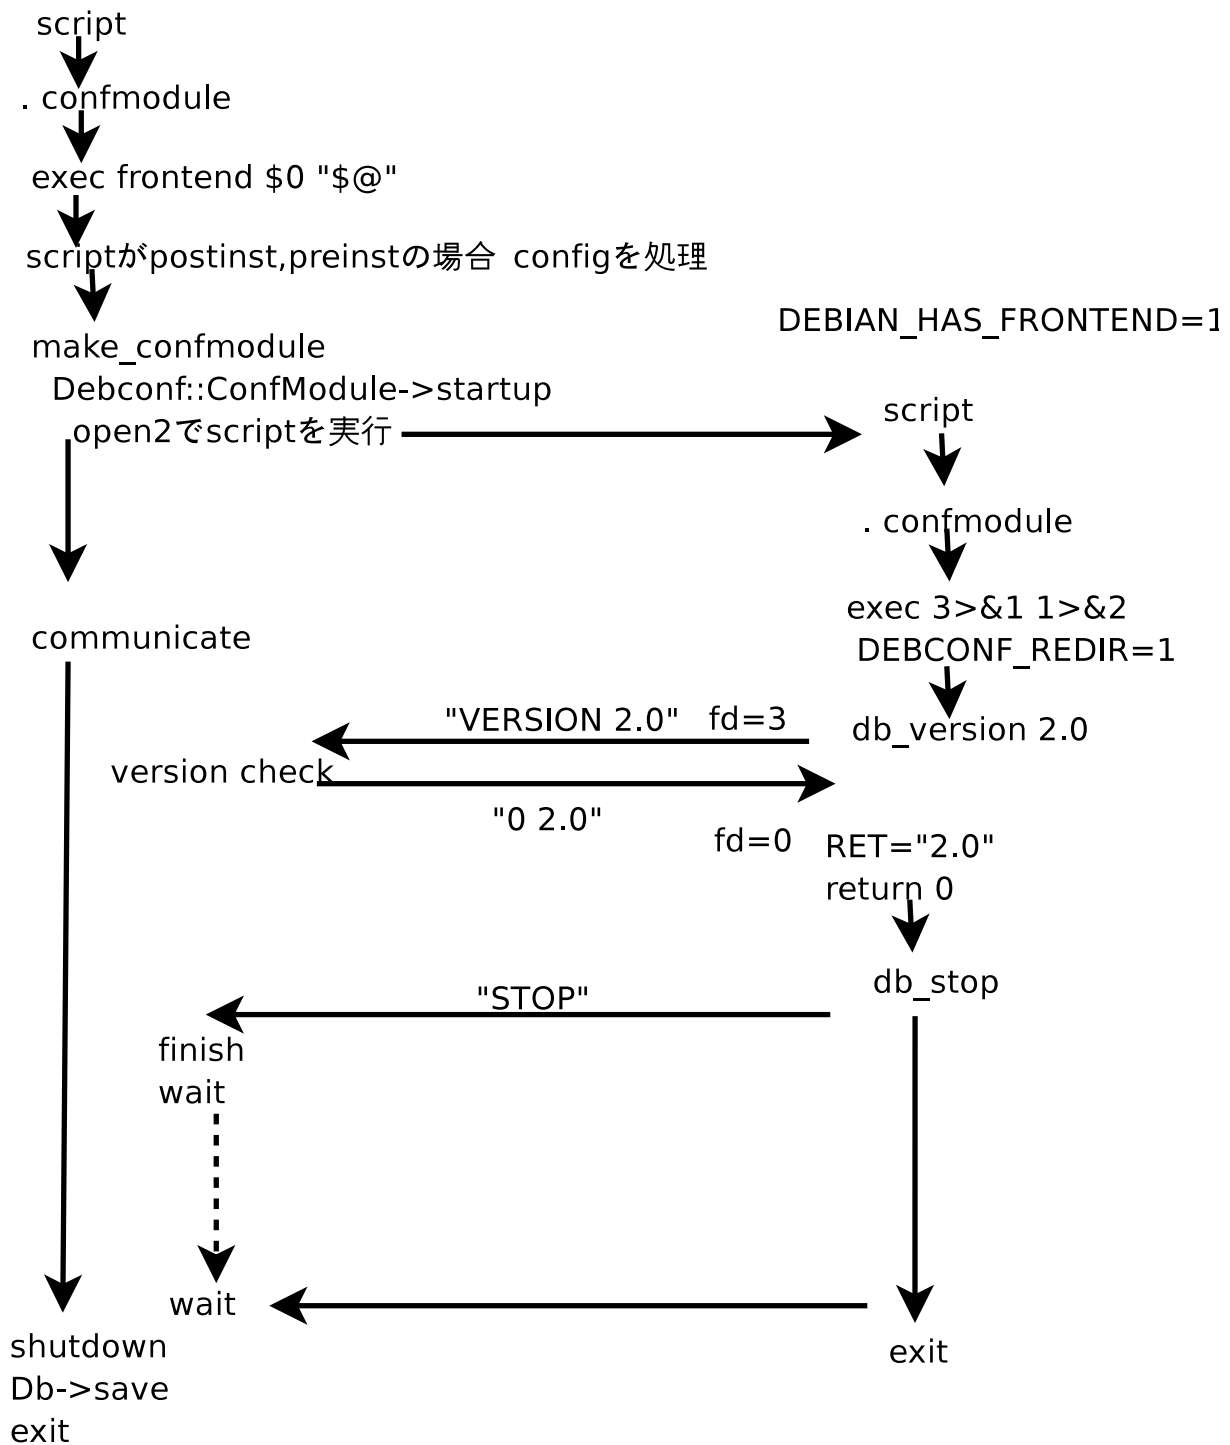 script
. confmodule
exec frontend $0 "$@"
scriptがpostinst,preinstの場合 configを処理
make_confmodule
Debconf::ConfModule->startup
open2でscriptを実行
DEBIAN_HAS_FRONTEND=1
script
. confmodule
exec 3>&1 1>&2
DEBCONF_REDIR=1
communicate
db_version 2.0
"VERSION 2.0" fd=3
version check
"0 2.0"
fd=0
RET="2.0"
return 0
db_stop
"STOP"
finish
wait
wait
exit
shutdown
Db->save
exit